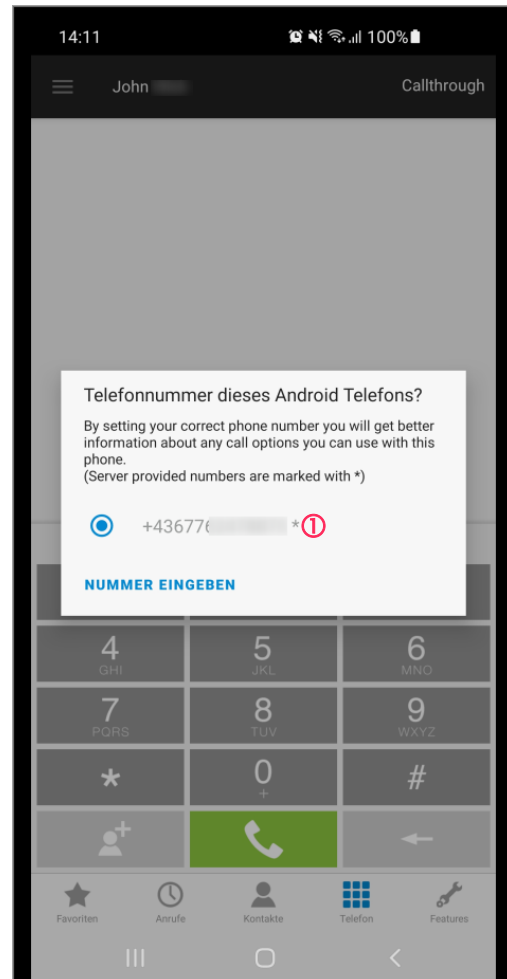 14:11 100%
John Callthrough
Telefonnummer dieses Android Telefons?
By setting your correct phone number you will get better
information about any call options you can use with this
phone.
(Server provided numbers are marked with *)
+43677 * ①
NUMMER EINGEBEN
4 5 6
GHI JKL MNO
7 8 9
PQRS TUV WXYZ
* 0 #
+
Favoriten Anrufe Kontakte Telefon Features